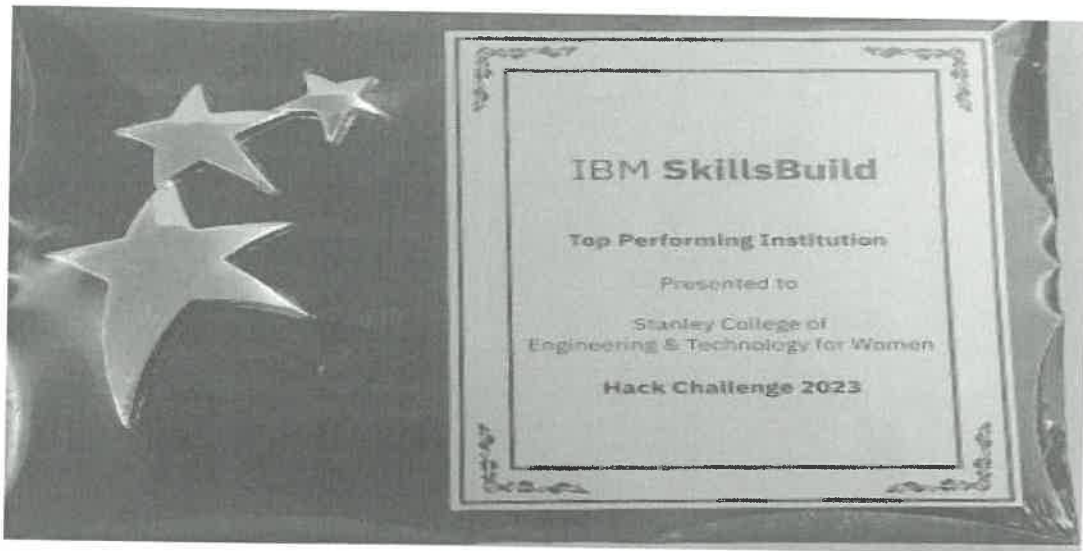 IBM SkillsBuild
Top Performing Institution
Presented to
Stanley College of
Engineering & Technology for Women
Hack Challenge 2023